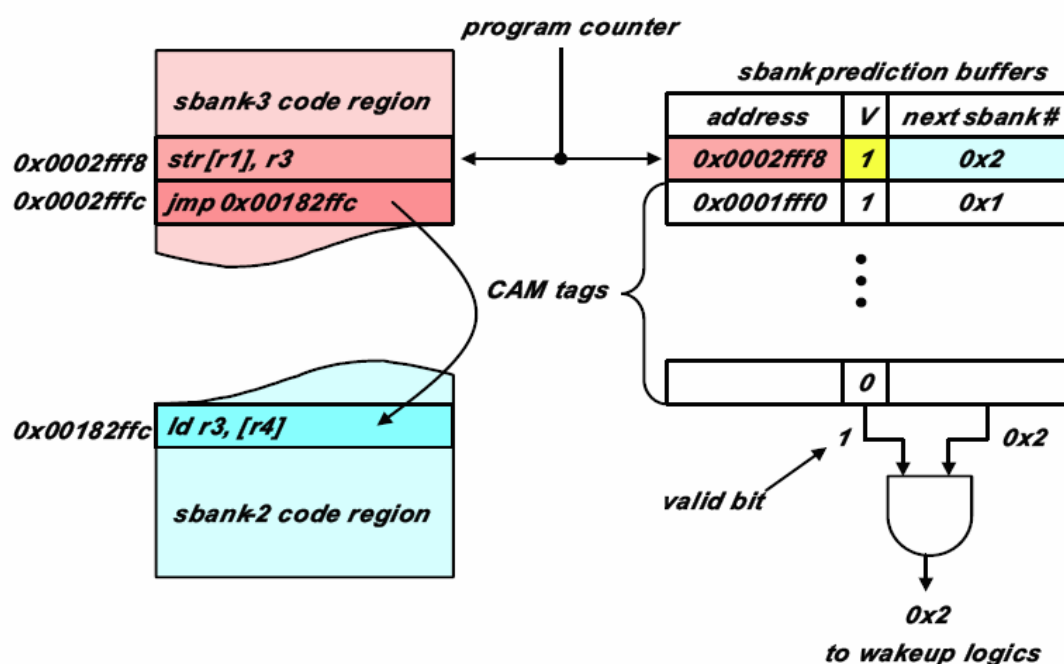 program counter
sbank-3 code region
0x0002fff8 str [r1], r3
0x0002fffc jmp 0x00182ffc
sbank prediction buffers
address V next sbank #
0x0002fff8 1 0x2
0x0001fff0 1 0x1
CAM tags
0
0x00182ffc ld r3, [r4]
sbank-2 code region
1 0x2
valid bit
0x2
to wakeup logics